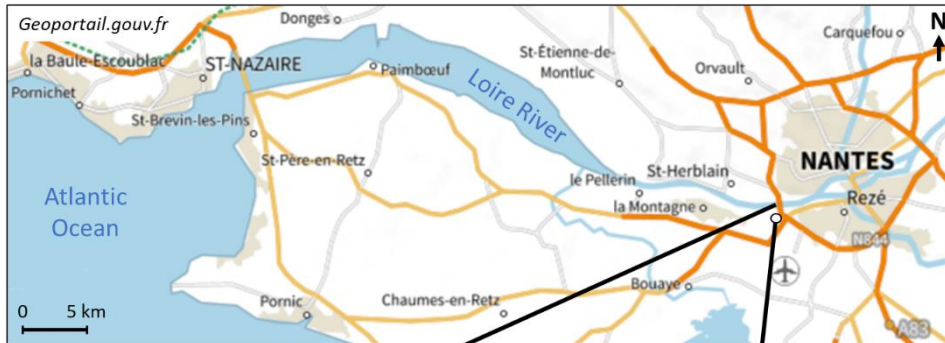 Geoportail.gouv.fr
Donges
N
Carquefou
St-Étienne-de-
Montluc
Orvault
la Baule-Escoublac
ST-NAZAIRE
Paimbœuf
Pornichet
Loire River
St-Brevin-les-Pins
NANTES
St-Père-en-Retz
St-Herblain
le Pellerin
Rezé
Atlantic
Ocean
la Montagne
N844
Bouaye
Pornic
Chaumes-en-Retz
0 5 km
A83